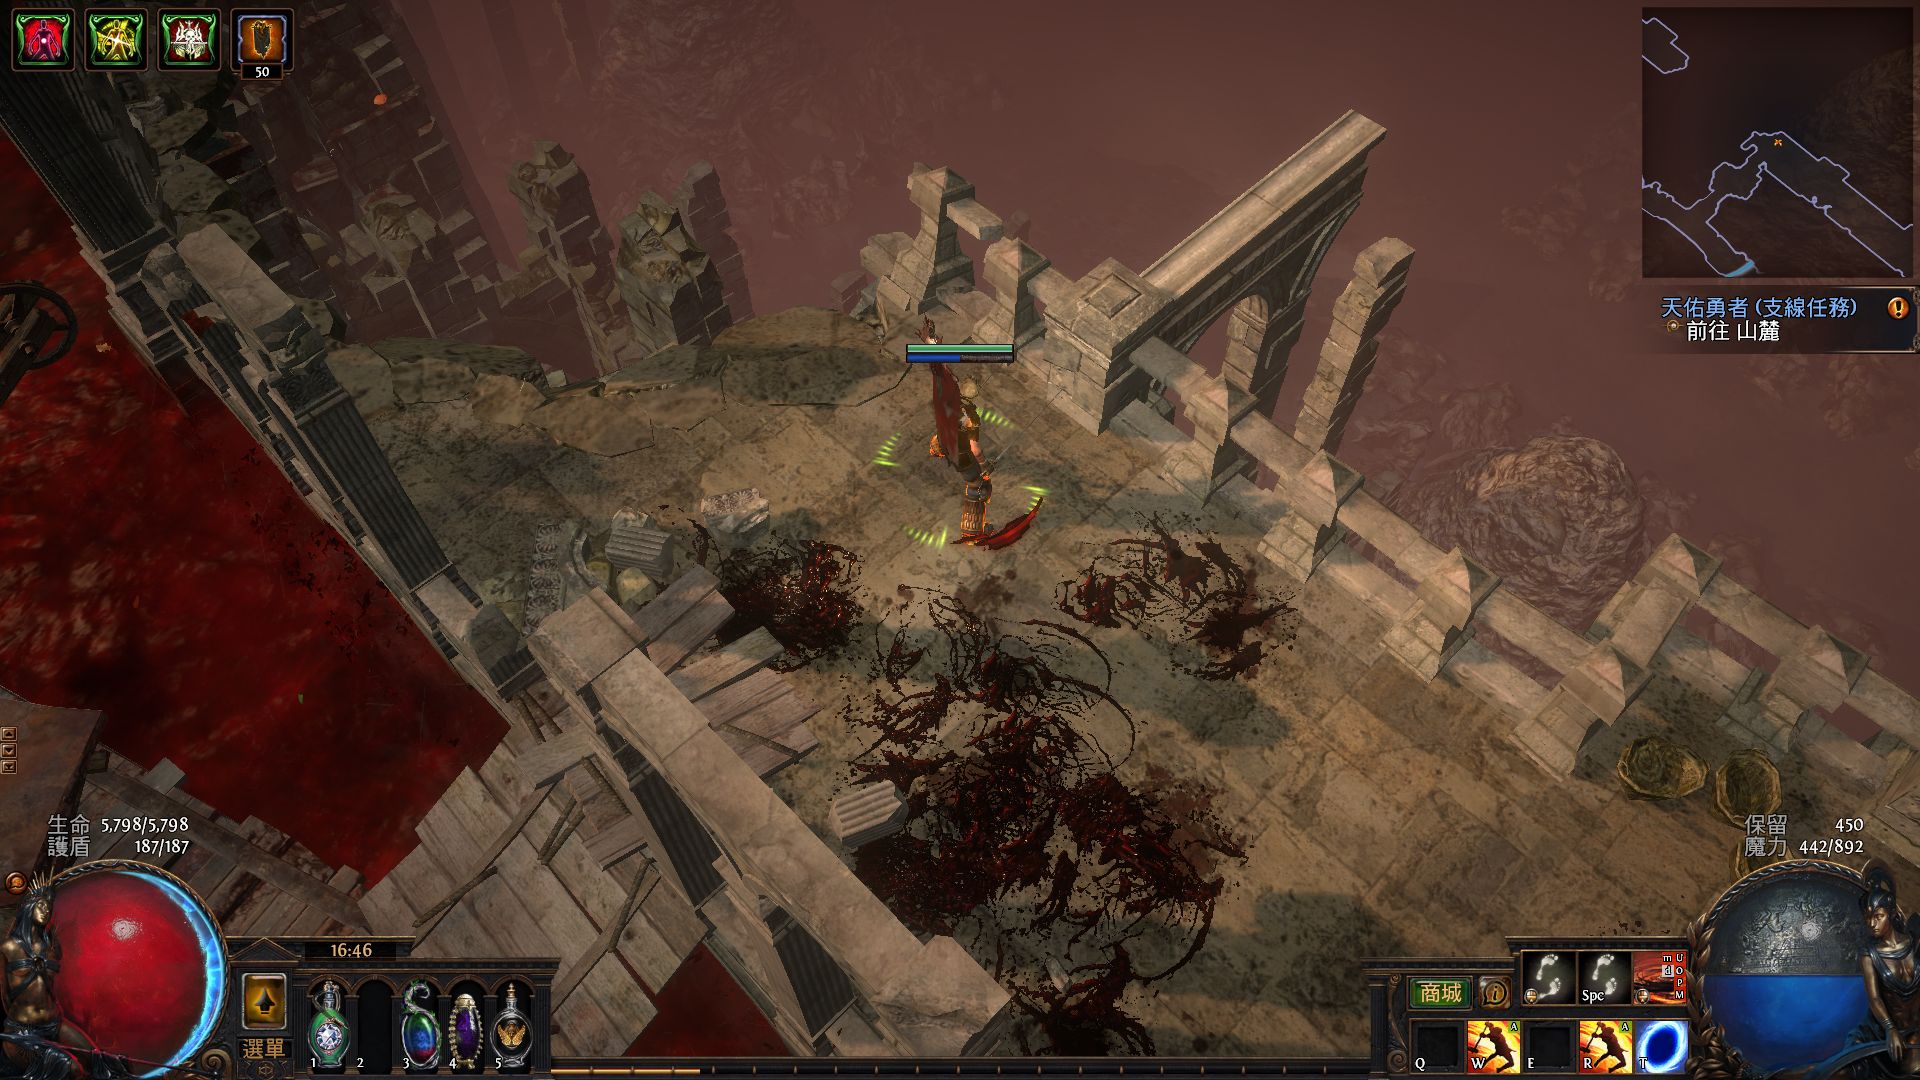 50
天佑勇者 (支線任務)
前往 山麓
生命 5,798/5,798
護盾 187/187
保留 450
魔力 442/892
16:46
選單
1 2 3 4 5
商城
Spc
m U
d O
P
M
Q W A E R A T